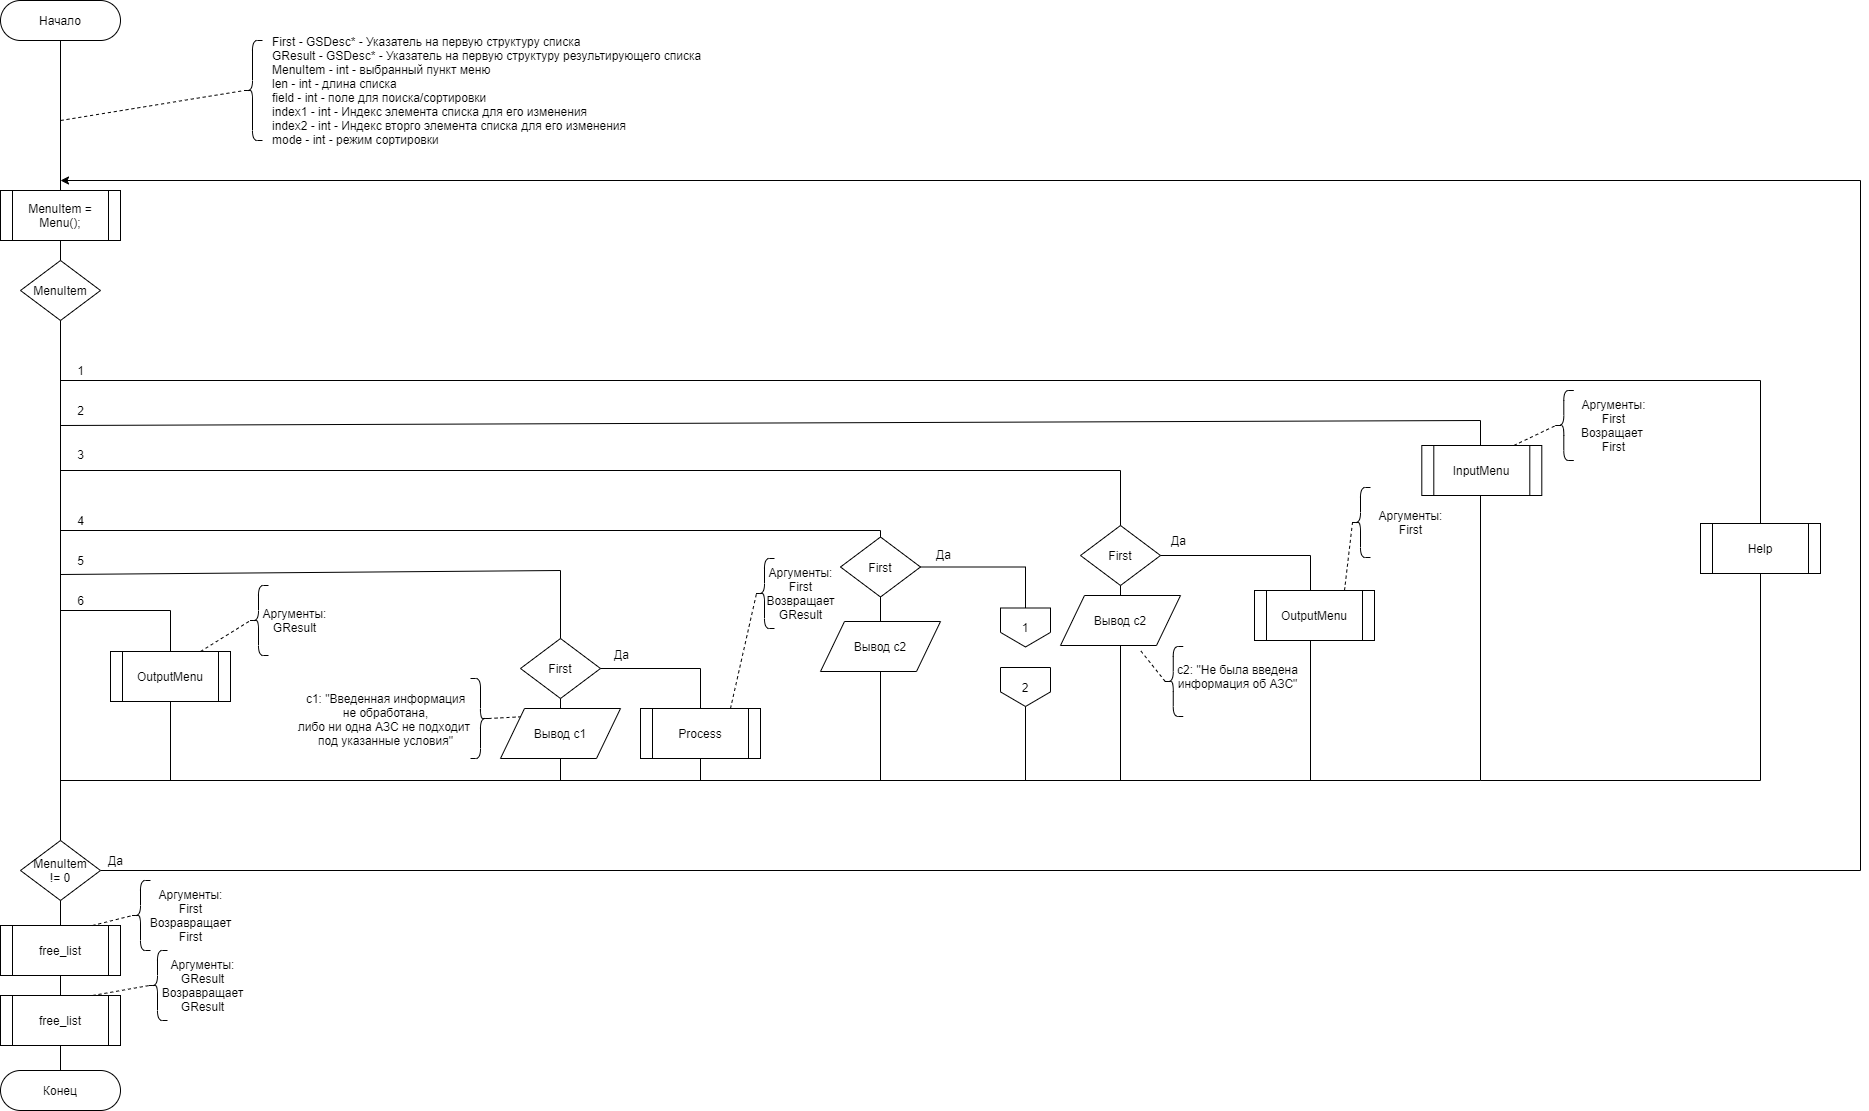 Начало
First - GSDesc* - Указатель на первую структуру списка
GResult - GSDesc* - Указатель на первую структуру результирующего списка
MenuItem - int - выбранный пункт меню
len - int - длина списка
field - int - поле для поиска/сортировки
index1 - int - Индекс элемента списка для его изменения
index2 - int - Индекс вторго элемента списка для его изменения
mode - int - режим сортировки
MenuItem =
Menu();
MenuItem
1
2
3
4
5
6
Аргументы:
First
Возращает
First
InputMenu
Аргументы:
First
Help
First
Да
OutputMenu
Вывод c2
c2: "Не была введена
информация об АЗС"
First
Да
1
2
Вывод c2
Аргументы:
First
Возвращает
GResult
First
Да
Process
Вывод c1
c1: "Введенная информация
не обработана,
либо ни одна АЗС не подходит
под указанные условия"
Аргументы:
GResult
OutputMenu
MenuItem
!= 0
Да
Аргументы:
First
Возравращает
First
free_list
Аргументы:
GResult
Возравращает
GResult
free_list
Конец